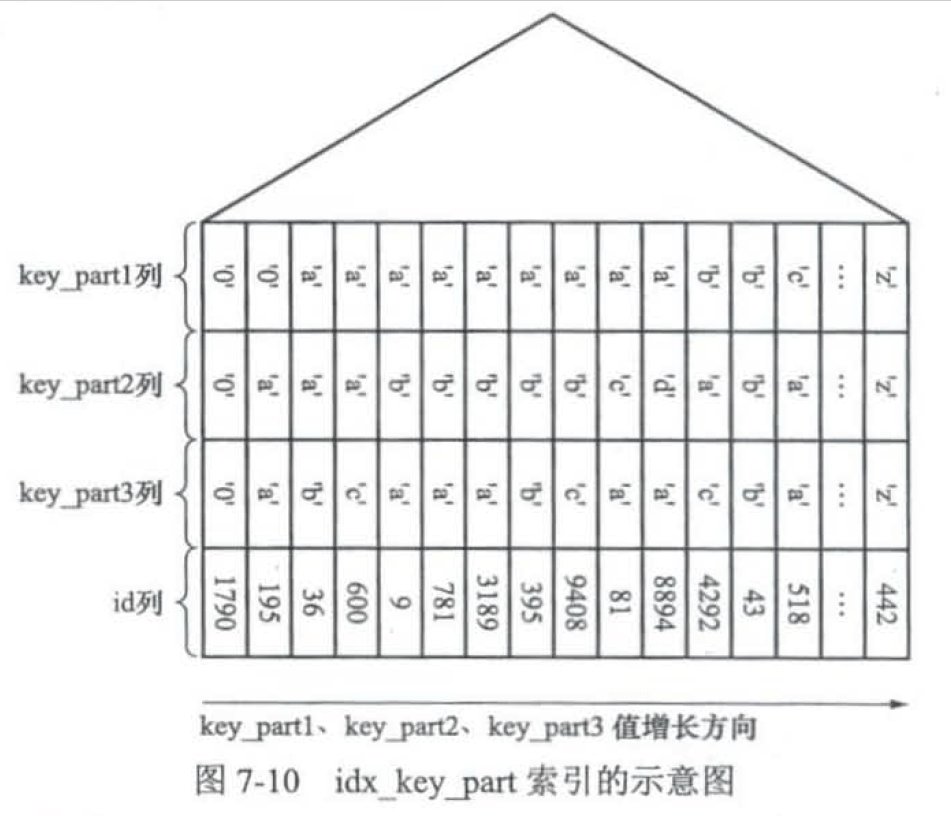 key_part1列 '0' '0' 'a' 'a' 'a' 'a' 'a' 'a' 'a' 'a' 'a' 'b' 'b' 'c' … 'z'
key_part2列 '0' 'a' 'a' 'a' 'b' 'b' 'b' 'b' 'b' 'c' 'd' 'a' 'b' 'a' … 'z'
key_part3列 '0' 'a' 'b' 'c' 'a' 'a' 'a' 'b' 'c' 'a' 'a' 'c' 'b' 'a' … 'z'
id列 1790 195 36 600 9 781 3189 395 9408 81 8894 4292 43 518 … 442
key_part1、key_part2、key_part3 值增长方向
图 7-10 idx_key_part 索引的示意图